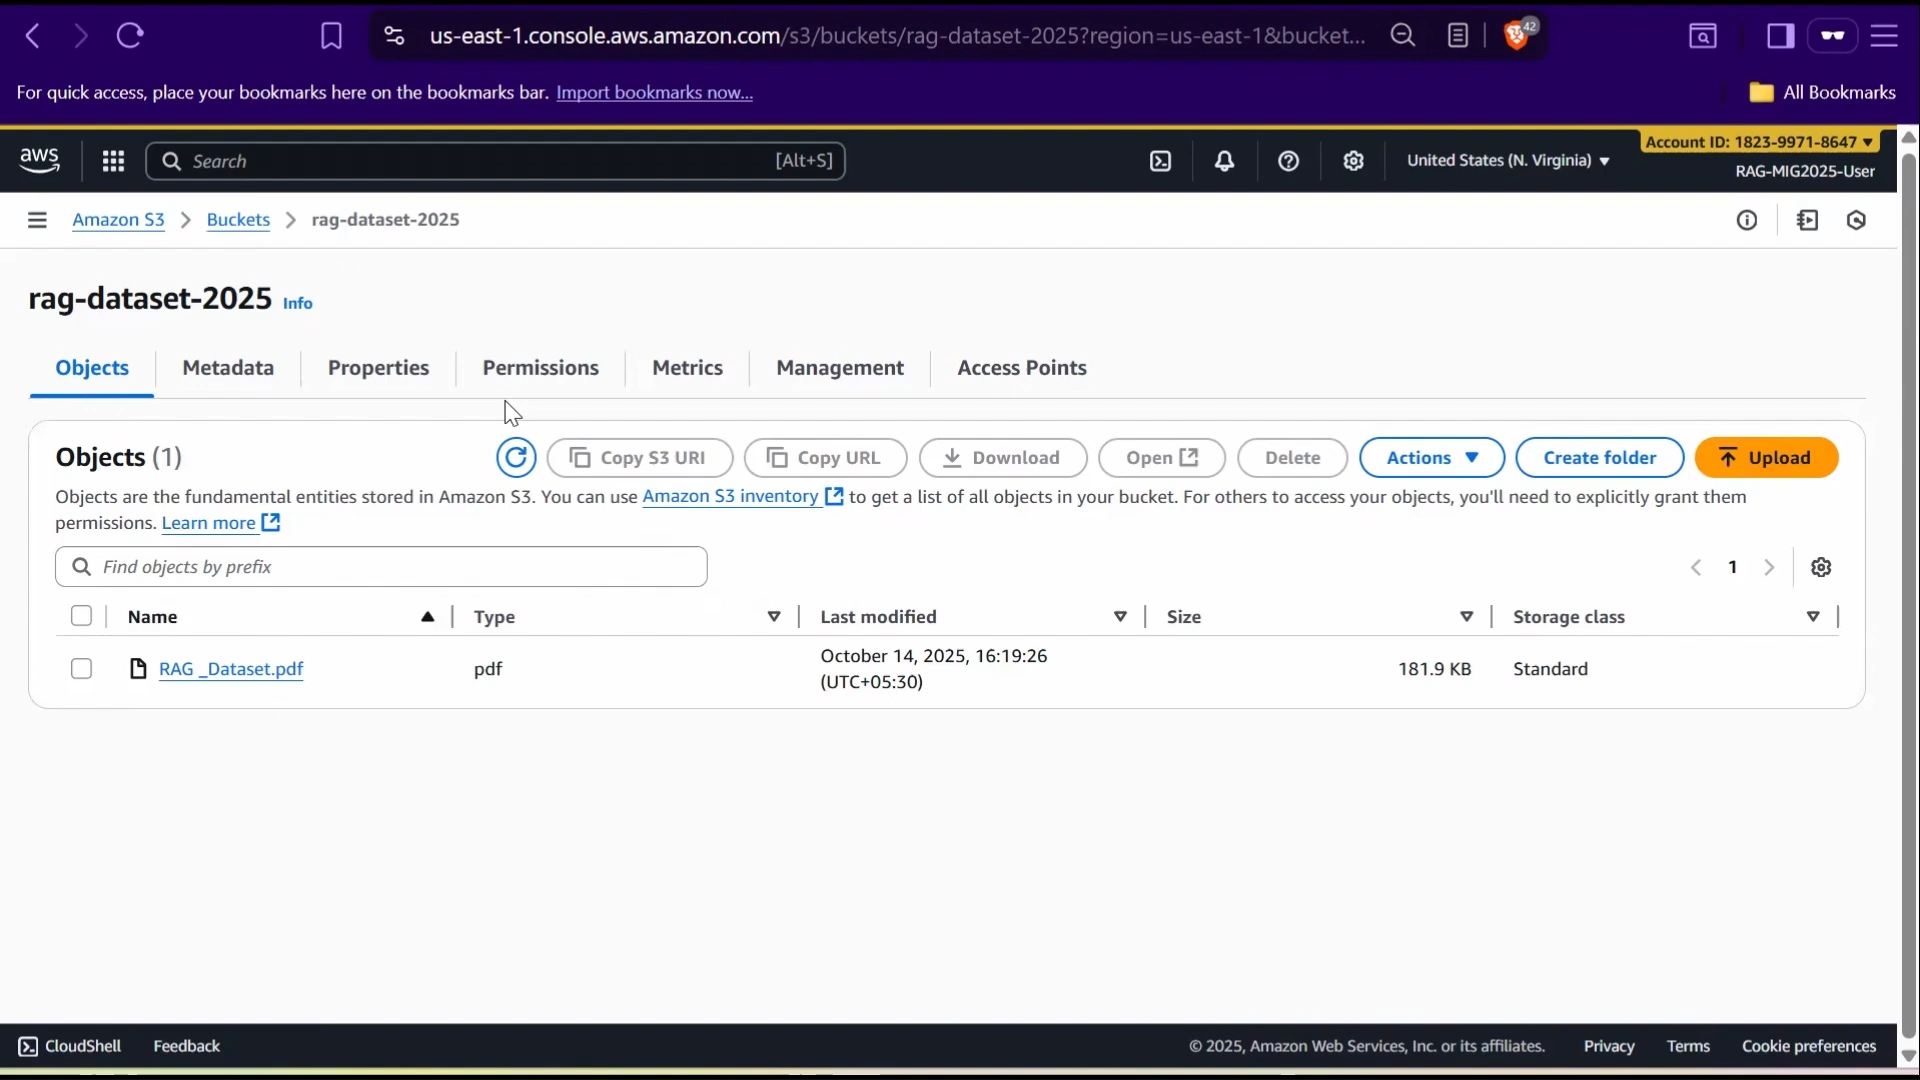 us-east-1.console.aws.amazon.com/s3/buckets/rag-dataset-2025?region=us-east-1&bucket... 42
For quick access, place your bookmarks here on the bookmarks bar. Import bookmarks now... All Bookmarks
aws Search [Alt+S] United States (N. Virginia) Account ID: 1823-9971-8647
RAG-MIG2025-User
Amazon S3 > Buckets > rag-dataset-2025
rag-dataset-2025 Info
Objects Metadata Properties Permissions Metrics Management Access Points
Objects (1) Copy S3 URI Copy URL Download Open Delete Actions Create folder Upload
Objects are the fundamental entities stored in Amazon S3. You can use Amazon S3 inventory to get a list of all objects in your bucket. For others to access your objects, you'll need to explicitly grant them
permissions. Learn more
Find objects by prefix 1
Name Type Last modified Size Storage class
RAG _Dataset.pdf pdf October 14, 2025, 16:19:26 181.9 KB Standard
(UTC+05:30)
CloudShell Feedback © 2025, Amazon Web Services, Inc. or its affiliates. Privacy Terms Cookie preferences